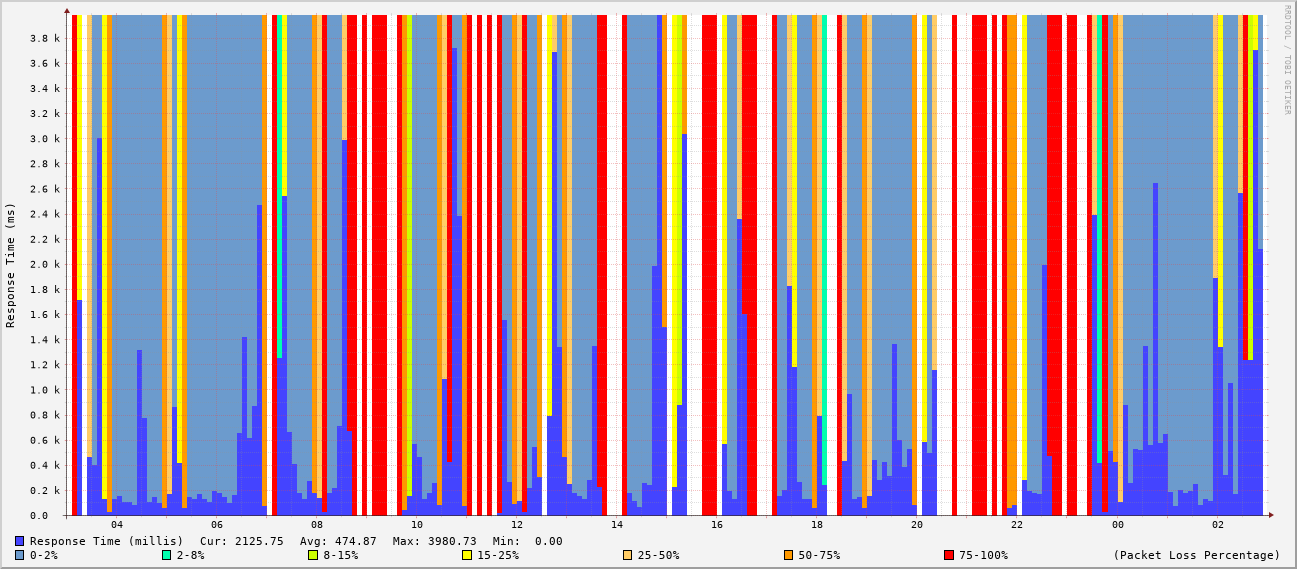 RRDTOOL / TOBI OETIKER
Response Time (ms)
3.8 k
3.6 k
3.4 k
3.2 k
3.0 k
2.8 k
2.6 k
2.4 k
2.2 k
2.0 k
1.8 k
1.6 k
1.4 k
1.2 k
1.0 k
0.8 k
0.6 k
0.4 k
0.2 k
0.0
04 06 08 10 12 14 16 18 20 22 00 02
Response Time (millis) Cur: 2125.75 Avg: 474.87 Max: 3980.73 Min: 0.00
0-2% 2-8% 8-15% 15-25% 25-50% 50-75% 75-100% (Packet Loss Percentage)